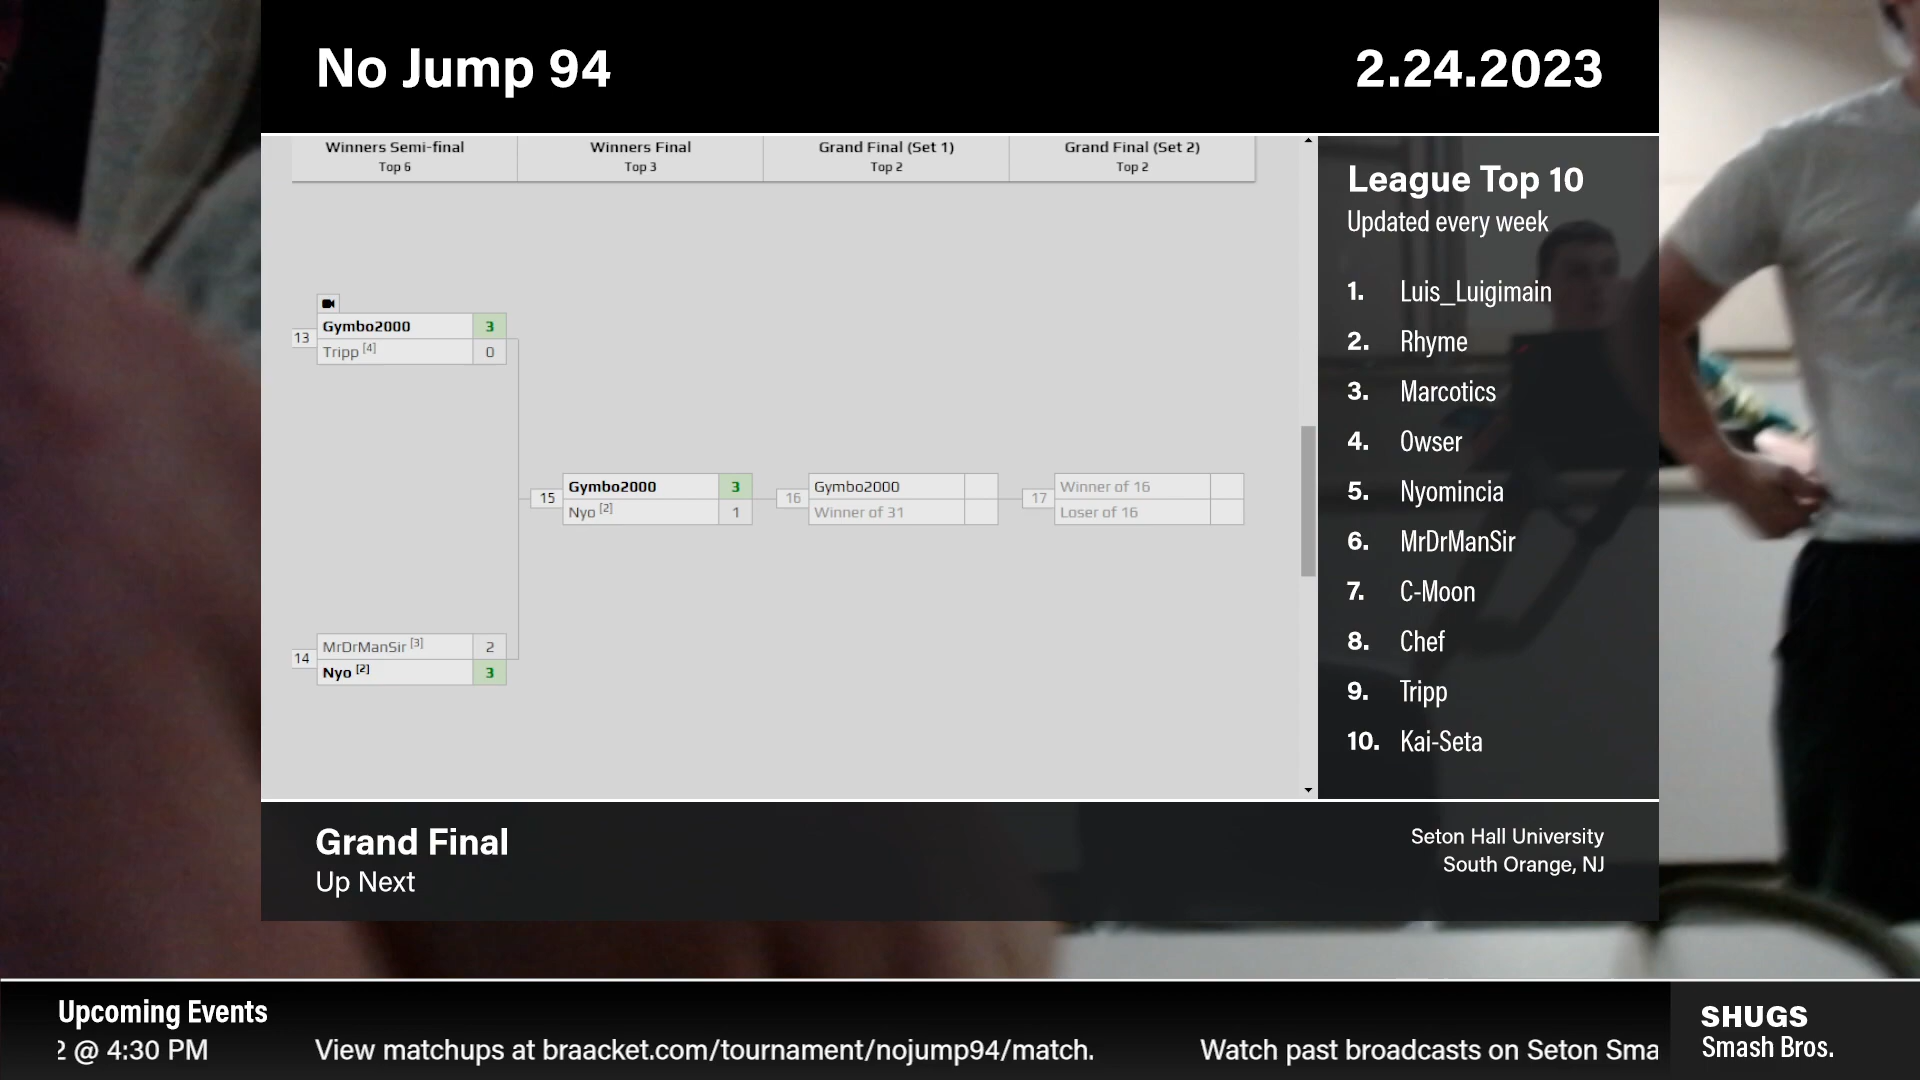 No Jump 94
2.24.2023
Winners Semi-final
Top 6
Winners Final
Top 3
Grand Final (Set 1)
Top 2
Grand Final (Set 2)
Top 2
13
Gymbo2000 3
Tripp [4] 0
15
Gymbo2000 3
Nyo [2] 1
16
Gymbo2000
Winner of 31
17
Winner of 16
Loser of 16
14
MrDrManSir [3] 2
Nyo [2] 3
League Top 10
Updated every week
1. Luis_Luigimain
2. Rhyme
3. Marcotics
4. Owser
5. Nyomincia
6. MrDrManSir
7. C-Moon
8. Chef
9. Tripp
10. Kai-Seta
Grand Final
Up Next
Seton Hall University
South Orange, NJ
Upcoming Events
2 @ 4:30 PM
View matchups at braacket.com/tournament/nojump94/match.
Watch past broadcasts on Seton Sma
SHUGS
Smash Bros.